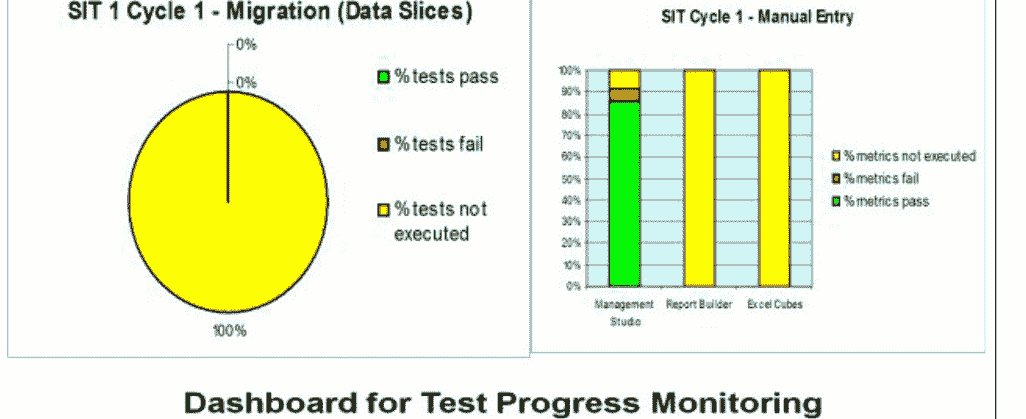 SIT 1 Cycle 1 - Migration (Data Slices)
0%
0%
% tests pass
% tests fail
% tests not
executed
100%
SIT Cycle 1 - Manual Entry
100%
90%
80%
70%
60%
50%
40%
30%
20%
10%
0%
Management
Studio
Report Builder
Excel Cubes
% metrics not executed
% metrics fail
% metrics pass
Dashboard for Test Progress Monitoring